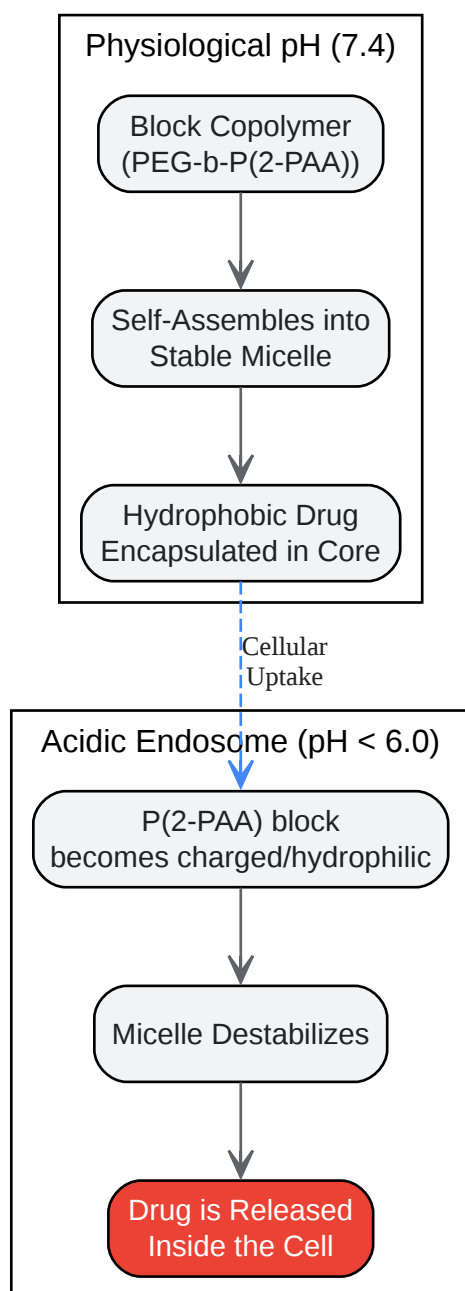 Physiological pH (7.4)
Block Copolymer
(PEG-b-P(2-PAA))
Self-Assembles into
Stable Micelle
Hydrophobic Drug
Encapsulated in Core
Cellular
Uptake
Acidic Endosome (pH < 6.0)
P(2-PAA) block
becomes charged/hydrophilic
Micelle Destabilizes
Drug is Released
Inside the Cell